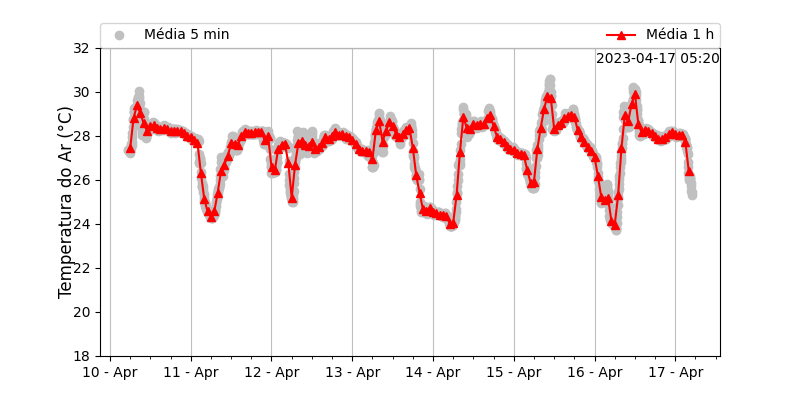 Média 5 min
Média 1 h
2023-04-17 05:20
Temperatura do Ar (°C)
32
30
28
26
24
22
20
18
10 - Apr
11 - Apr
12 - Apr
13 - Apr
14 - Apr
15 - Apr
16 - Apr
17 - Apr